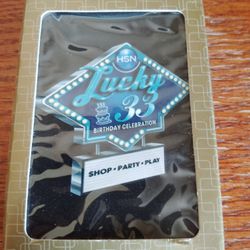 HSN
Lucky
33
BIRTHDAY CELEBRATION
SHOP • PARTY • PLAY